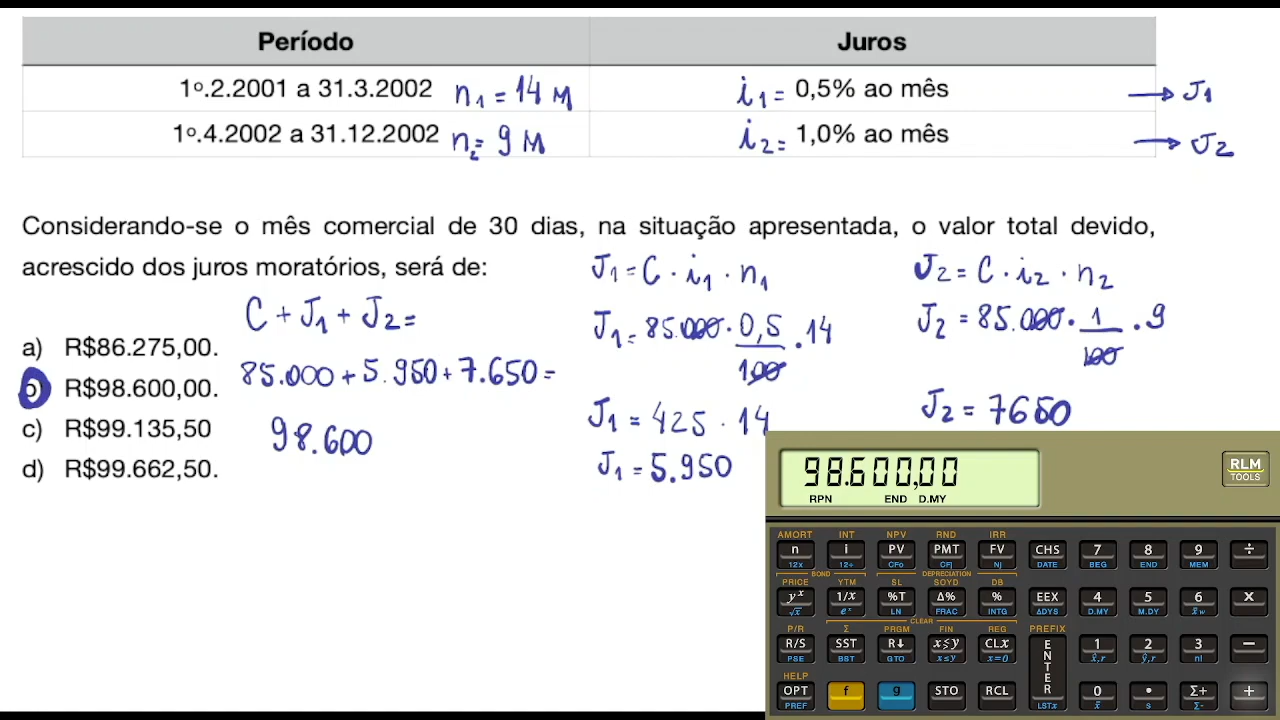 Período Juros
1º.2.2001 a 31.3.2002 n1 = 14 M i1 = 0,5% ao mês → J1
1º.4.2002 a 31.12.2002 n2 = 9 M i2 = 1,0% ao mês → J2
Considerando-se o mês comercial de 30 dias, na situação apresentada, o valor total devido,
acrescido dos juros moratórios, será de:
C + J1 + J2 =
85.000 + 5.950 + 7.650 =
98.600
a) R$86.275,00.
b) R$98.600,00.
c) R$99.135,50
d) R$99.662,50.
J1 = C · i1 · n1
J1 = 85.000 · 0,5/100 · 14
J1 = 425 · 14
J1 = 5.950
J2 = C · i2 · n2
J2 = 85.000 · 1/100 · 9
J2 = 7650
98.600,00
RPN END D.MY
RLM
TOOLS
AMORT INT NPV RND IRR
n i PV PMT FV CHS 7 8 9 ÷
12x 12÷ CFo CFj Nj DATE BEG END MEM
BOND DEPRECIATION
PRICE YTM SL SOYD DB
y^x 1/x %T Δ% % EEX 4 5 6 X
√x e^x LN FRAC INTG ΔDYS D.MY M.DY x̄w
CLEAR
P/R Σ PRGM FIN REG PREFIX
R/S SST R↓ x≷y CLx ENTER 1 2 3 −
PSE BST GTO x≤y x=0 x̂,r ŷ,r n!
HELP
OPT f g STO RCL 0 • Σ+ +
PREF LSTx x̄ s Σ-